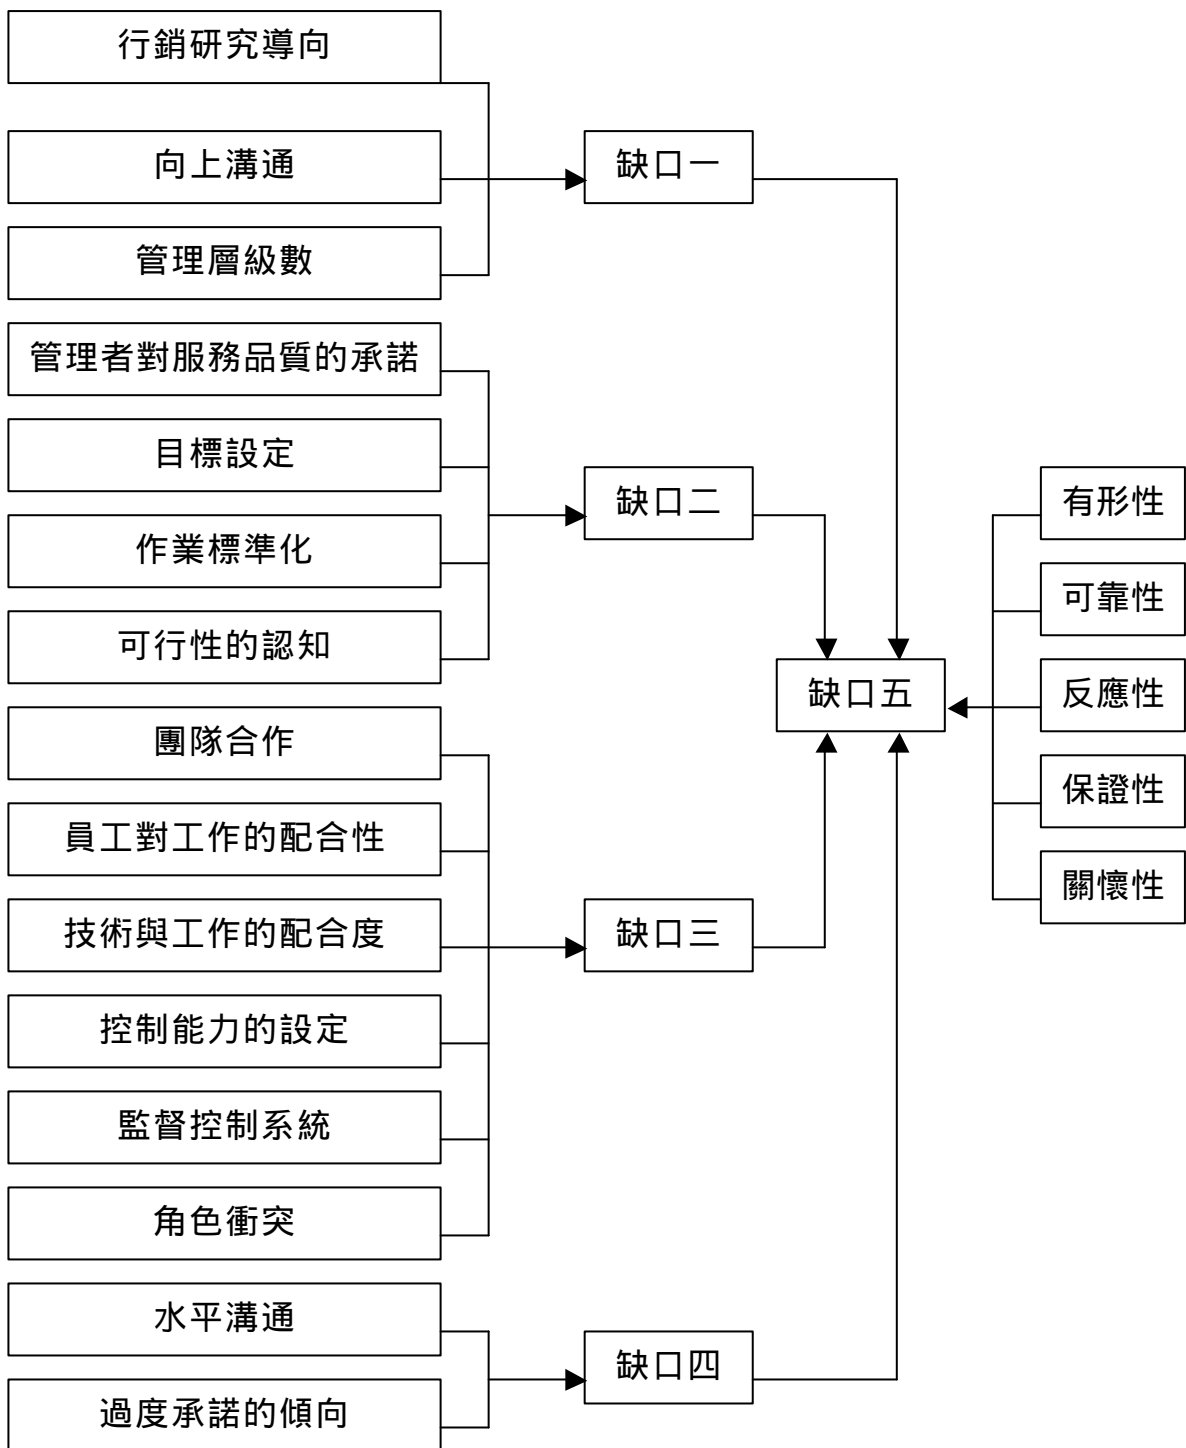 行銷研究導向
向上溝通
管理層級數
管理者對服務品質的承諾
目標設定
作業標準化
可行性的認知
團隊合作
員工對工作的配合性
技術與工作的配合度
控制能力的設定
監督控制系統
角色衝突
水平溝通
過度承諾的傾向
缺口一
缺口二
缺口三
缺口四
缺口五
有形性
可靠性
反應性
保證性
關懷性